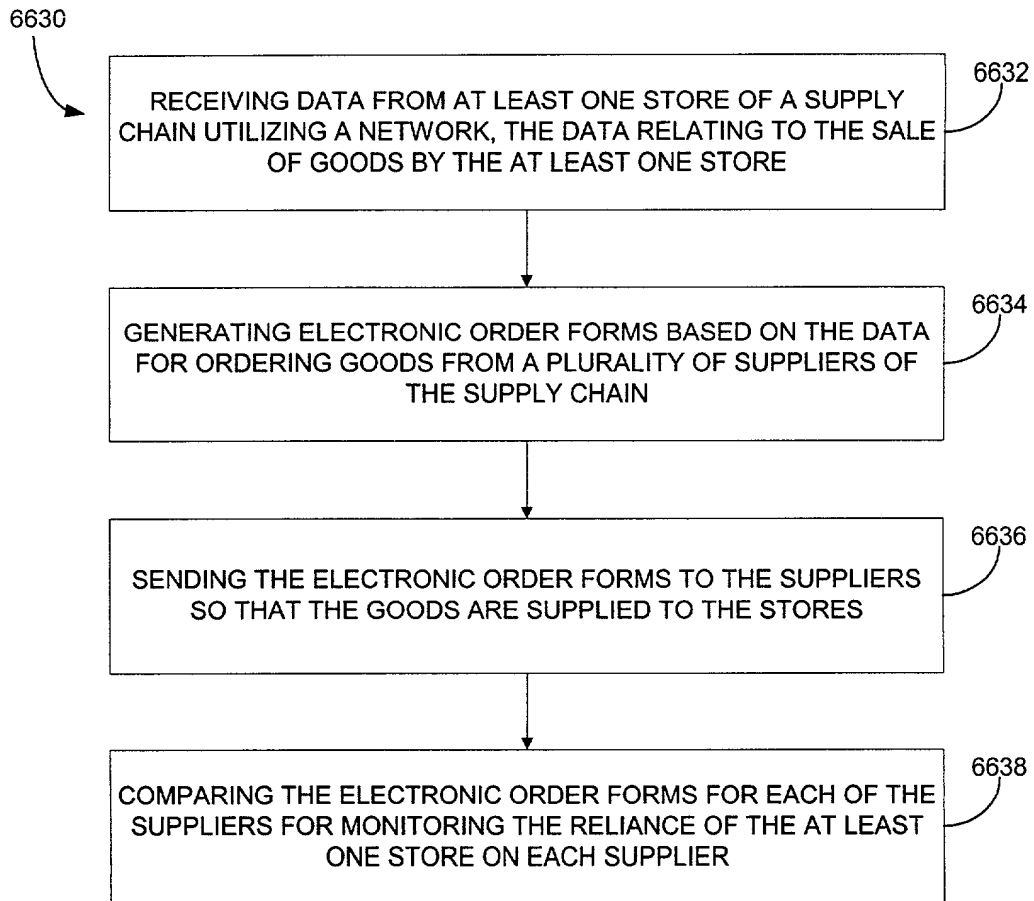 6630
RECEIVING DATA FROM AT LEAST ONE STORE OF A SUPPLY
CHAIN UTILIZING A NETWORK, THE DATA RELATING TO THE SALE
OF GOODS BY THE AT LEAST ONE STORE
6632
GENERATING ELECTRONIC ORDER FORMS BASED ON THE DATA
FOR ORDERING GOODS FROM A PLURALITY OF SUPPLIERS OF
THE SUPPLY CHAIN
6634
SENDING THE ELECTRONIC ORDER FORMS TO THE SUPPLIERS
SO THAT THE GOODS ARE SUPPLIED TO THE STORES
6636
COMPARING THE ELECTRONIC ORDER FORMS FOR EACH OF THE
SUPPLIERS FOR MONITORING THE RELIANCE OF THE AT LEAST
ONE STORE ON EACH SUPPLIER
6638